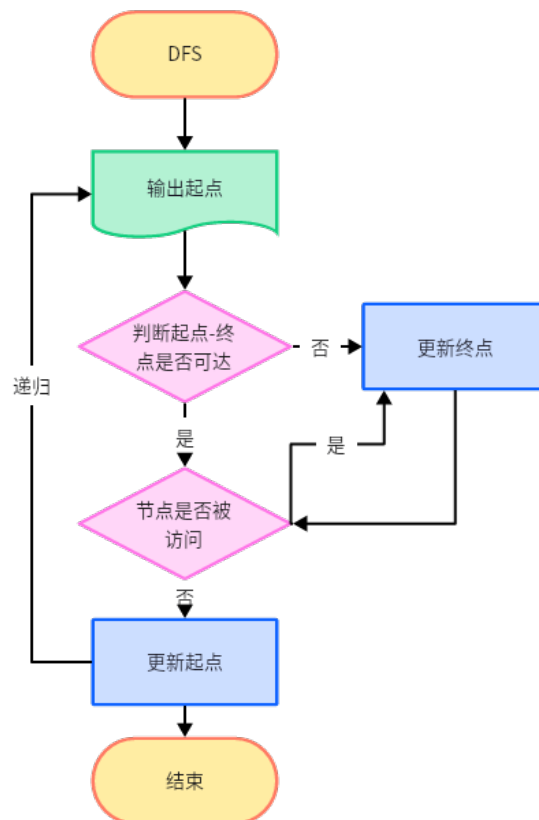 DFS
输出起点
判断起点-终
点是否可达
否
更新终点
递归
是
是
节点是否被
访问
否
更新起点
结束